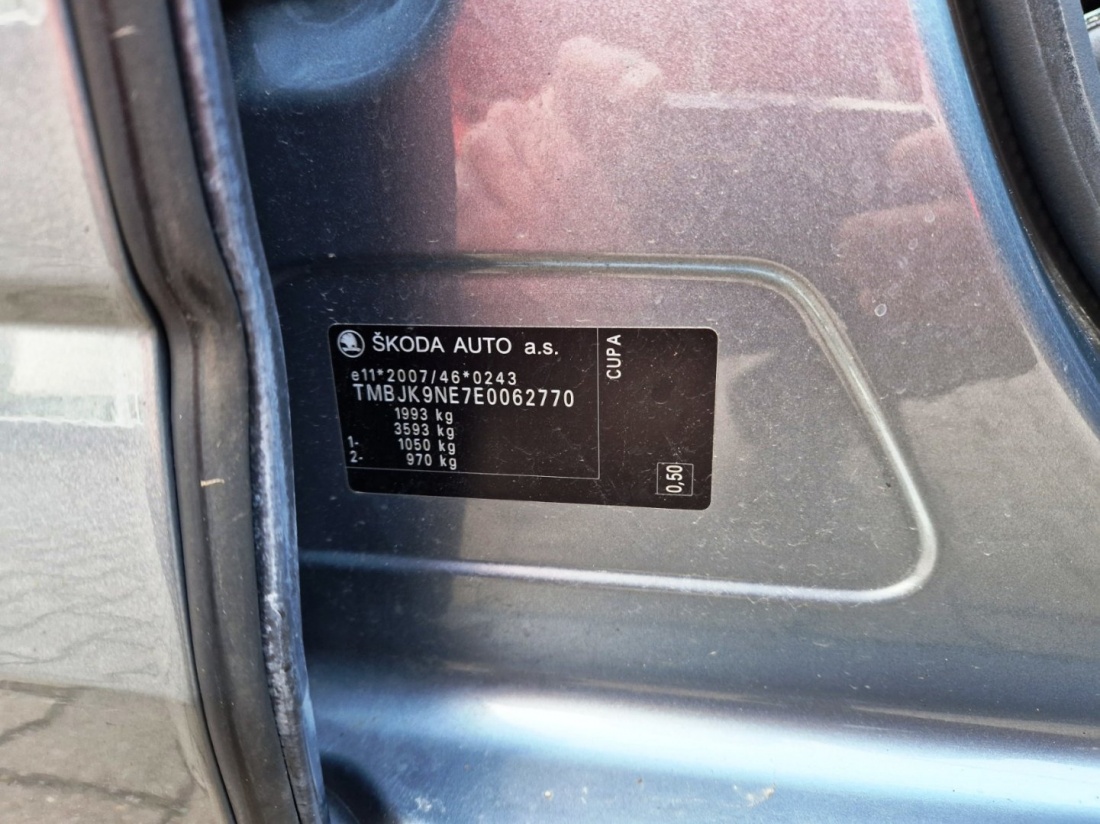 ŠKODA AUTO a.s.
e11*2007/46*0243
TMBJK9NE7E0062770
1993 kg
3593 kg
1- 1050 kg
2- 970 kg
CUPA
0,50